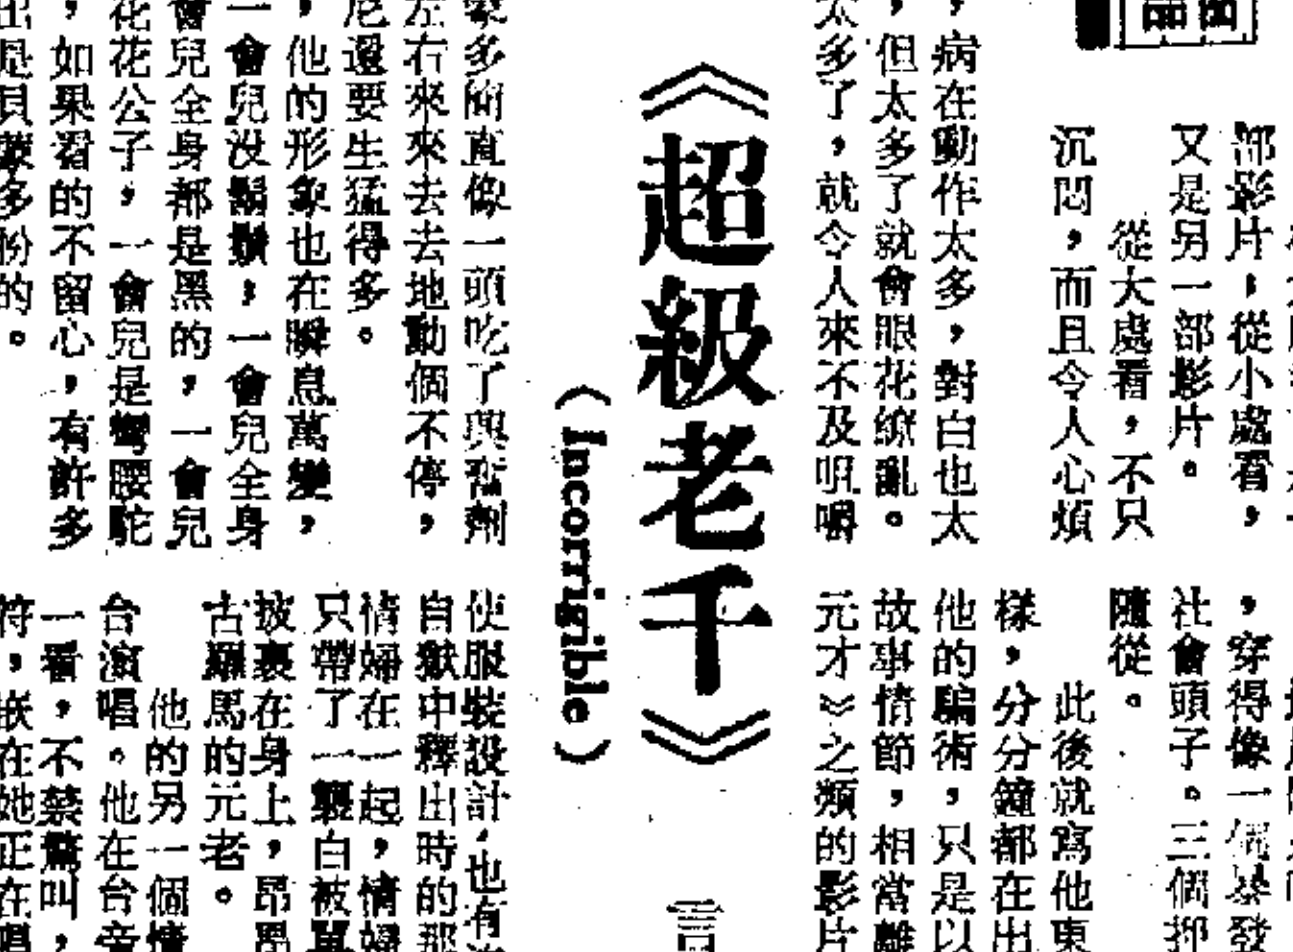 部影片，從小處看，
又是另一部影片。
從大處看，不只
沉悶，而且令人心煩
，病在動作太多，對白也太
，但太多了就會眼花繚亂。
太多了，就令人來不及咀嚼
，穿得像一個暴發
社會頭子。三個
隨從。
此後就寫他東
樣，分分鐘都在出
他的騙術，只是以
故事情節，相當離
元才》之類的影片
《超級老千》
（Incorrigible）
蒙多簡直像一頭吃了興奮劑
左右來來去去地動個不停，
尼還要生猛得多。
，他的形象也在瞬息萬變，
一會兒沒鬍鬚，一會兒全身
會兒全身都是黑的，一會兒
花花公子，一會兒是彎腰駝
，如果看的不留心，有許多
出是貝蒙多扮的。
使服裝設計，也有
自獄中釋出時的那
情婦在一起，情婦
只帶了一襲白被單
披裹在身上，昂昂
古羅馬的元老。
他的另一個情
台演唱。他在台
一看，不禁驚叫，
符，嵌在她正在唱